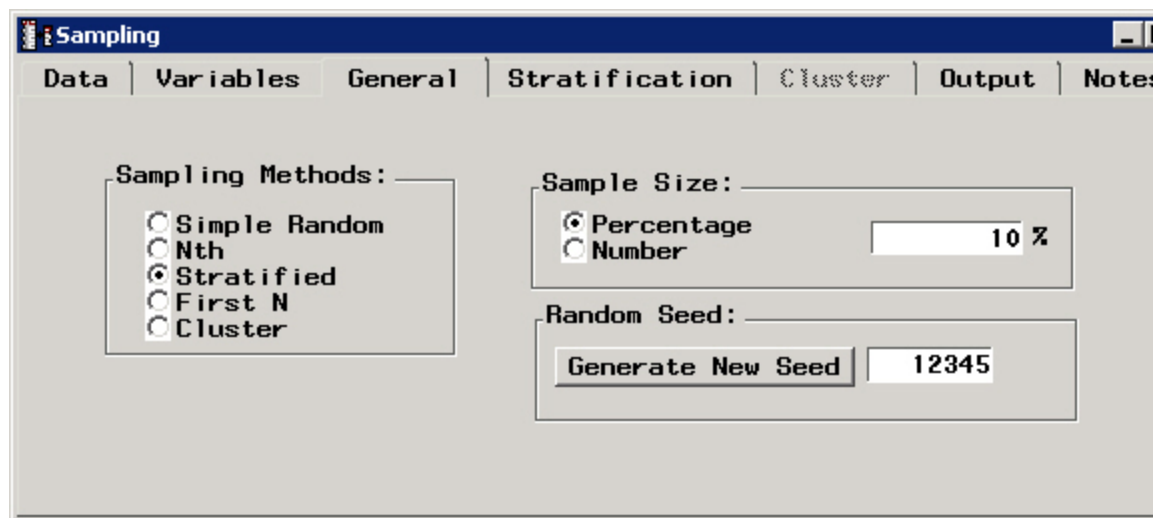 Sampling
Data Variables General Stratification Cluster Output Notes
Sampling Methods:
Simple Random
Nth
Stratified
First N
Cluster
Sample Size:
Percentage
Number
10 %
Random Seed:
Generate New Seed 12345